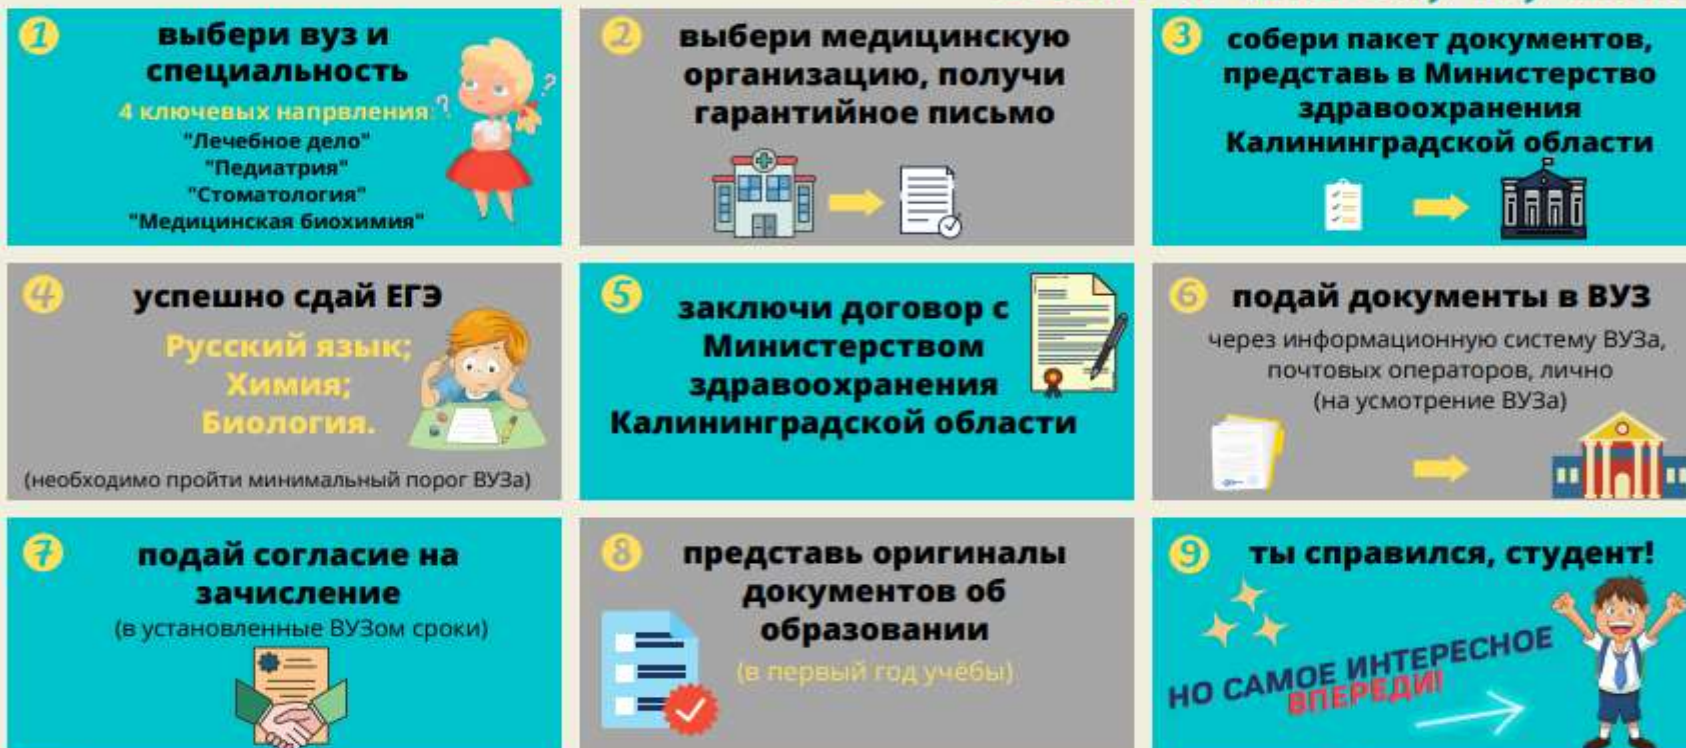 1
выбери вуз и
специальность
4 ключевых напрвления:
"Лечебное дело"
"Педиатрия"
"Стоматология"
"Медицинская биохимия"
2
выбери медицинскую
организацию, получи
гарантийное письмо
3
собери пакет документов,
представь в Министерство
здравоохранения
Калининградской области
4
успешно сдай ЕГЭ
Русский язык;
Химия;
Биология.
(необходимо пройти минимальный порог ВУЗа)
5
заключи договор с
Министерством
здравоохранения
Калининградской области
6
подай документы в ВУЗ
через информационную систему ВУЗа,
почтовых операторов, лично
(на усмотрение ВУЗа)
7
подай согласие на
зачисление
(в установленные ВУЗом сроки)
8
представь оригиналы
документов об
образовании
(в первый год учёбы)
9
ты справился, студент!
НО САМОЕ ИНТЕРЕСНОЕ
ВПЕРЕДИ!